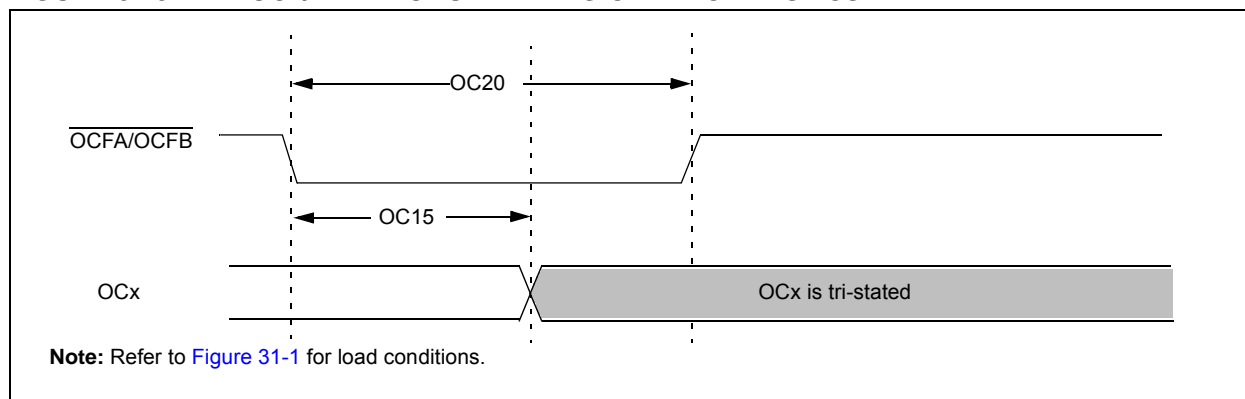 OC20
OCFA/OCFB
OC15
OCx
OCx is tri-stated
Note: Refer to Figure 31-1 for load conditions.